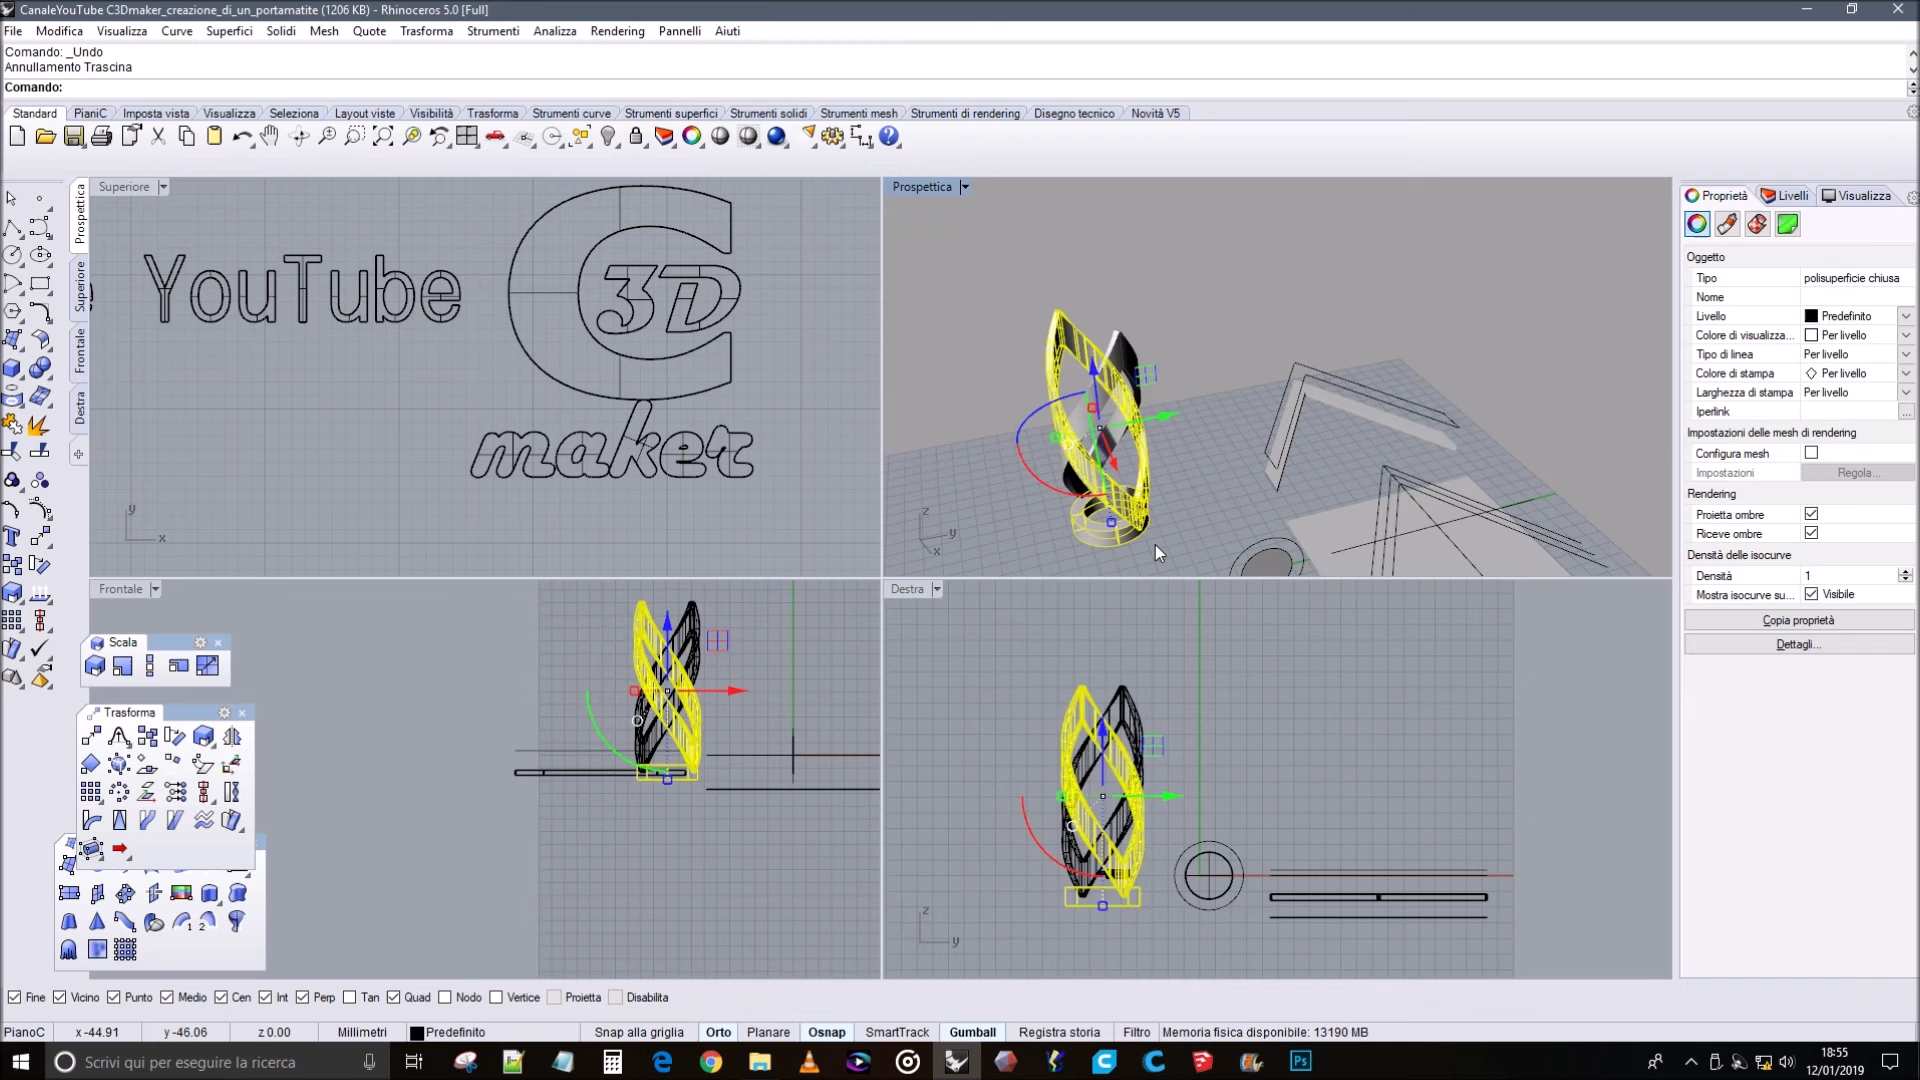 CanaleYouTube C3Dmaker_creazione_di_un_portamatite (1206 KB) - Rhinoceros 5.0 [Full]
File Modifica Visualizza Curve Superfici Solidi Mesh Quote Trasforma Strumenti Analizza Rendering Pannelli Aiuti
Comando: _Undo
Annullamento Trascina
Comando:
Standard PianiC Imposta vista Visualizza Seleziona Layout viste Visibilità Trasforma Strumenti curve Strumenti superfici Strumenti solidi Strumenti mesh Strumenti di rendering Disegno tecnico Novità V5
Prospettica
Superiore
Frontale
Destra
Superiore
YouTube
C
3D
maker
y
x
Prospettica
z
y
x
Frontale
Destra
z
y
Scala
Trasforma
1 2
Proprietà Livelli Visualizza
Oggetto
Tipo polisuperficie chiusa
Nome
Livello Predefinito
Colore di visualizza... Per livello
Tipo di linea Per livello
Colore di stampa Per livello
Larghezza di stampa Per livello
Iperlink ...
Impostazioni delle mesh di rendering
Configura mesh
Impostazioni Regola...
Rendering
Proietta ombre
Riceve ombre
Densità delle isocurve
Densità 1
Mostra isocurve su... Visibile
Copia proprietà
Dettagli...
Fine Vicino Punto Medio Cen Int Perp Tan Quad Nodo Vertice Proietta Disabilita
PianoC x -44.91 y -46.06 z 0.00 Millimetri Predefinito Snap alla griglia Orto Planare Osnap SmartTrack Gumball Registra storia Filtro Memoria fisica disponibile: 13190 MB
Scrivi qui per eseguire la ricerca
Ps
18:55
12/01/2019